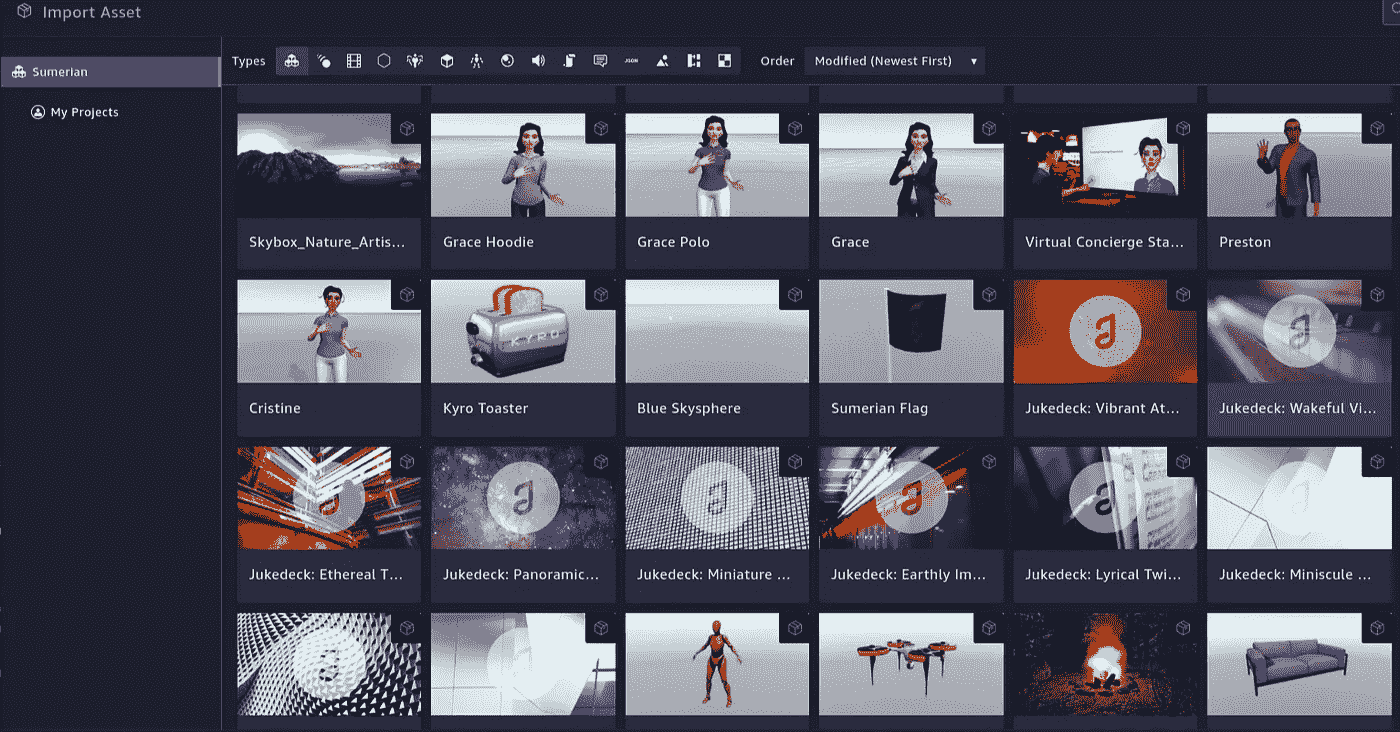 Import Asset
Sumerian
My Projects
Types
JSON
Order
Modified (Newest First)
Skybox_Nature_Artis...
Grace Hoodie
Grace Polo
Grace
Virtual Concierge Sta...
Preston
Cristine
KYRO
Kyro Toaster
Blue Skysphere
Sumerian Flag
Jukedeck: Vibrant At...
Jukedeck: Wakeful Vi...
Jukedeck: Ethereal T...
Jukedeck: Panoramic...
Jukedeck: Miniature ...
Jukedeck: Earthly Im...
Jukedeck: Lyrical Twi...
Jukedeck: Miniscule ...